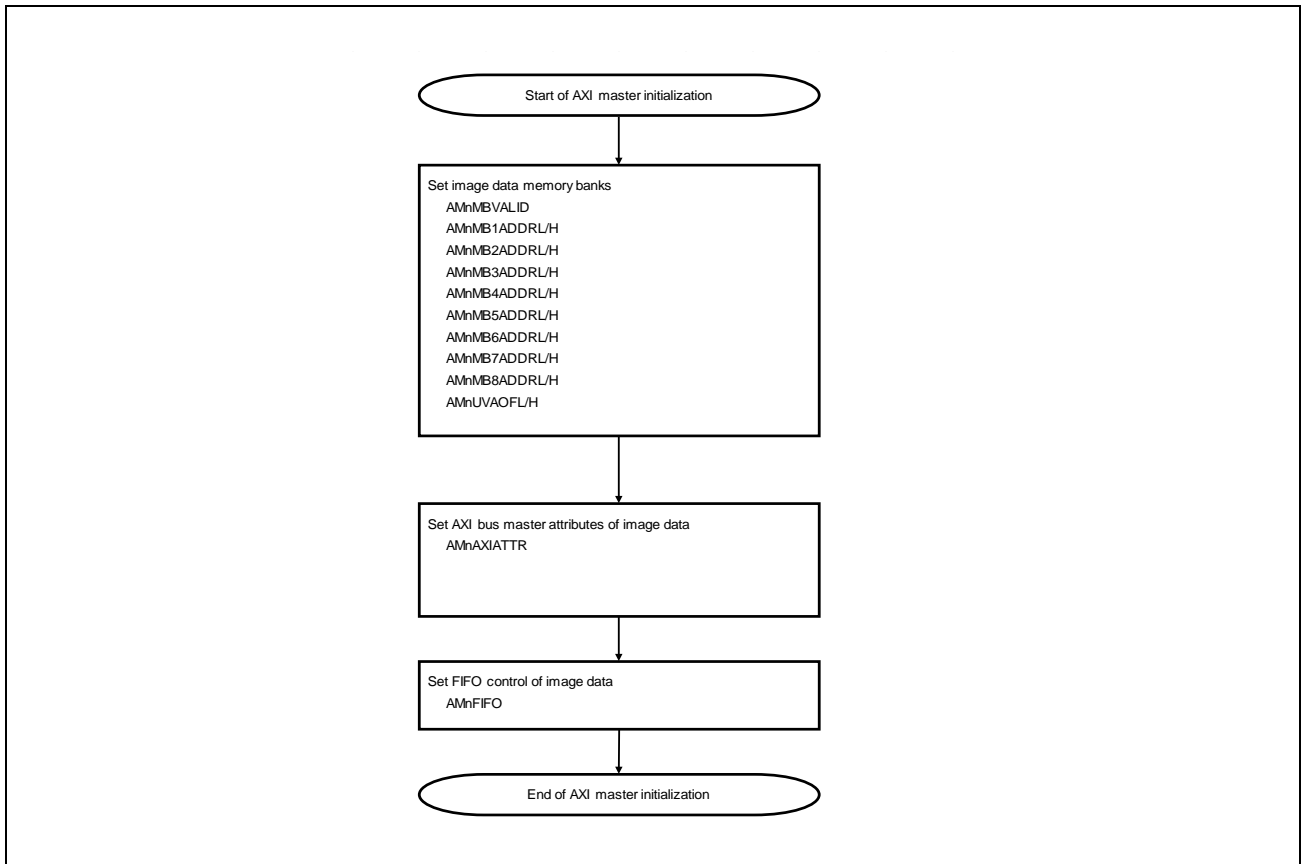 Start of AXI master initialization
Set image data memory banks
AMnMBVALID
AMnMB1ADDRL/H
AMnMB2ADDRL/H
AMnMB3ADDRL/H
AMnMB4ADDRL/H
AMnMB5ADDRL/H
AMnMB6ADDRL/H
AMnMB7ADDRL/H
AMnMB8ADDRL/H
AMnUVAOFL/H
Set AXI bus master attributes of image data
AMnAXIATTR
Set FIFO control of image data
AMnFIFO
End of AXI master initialization